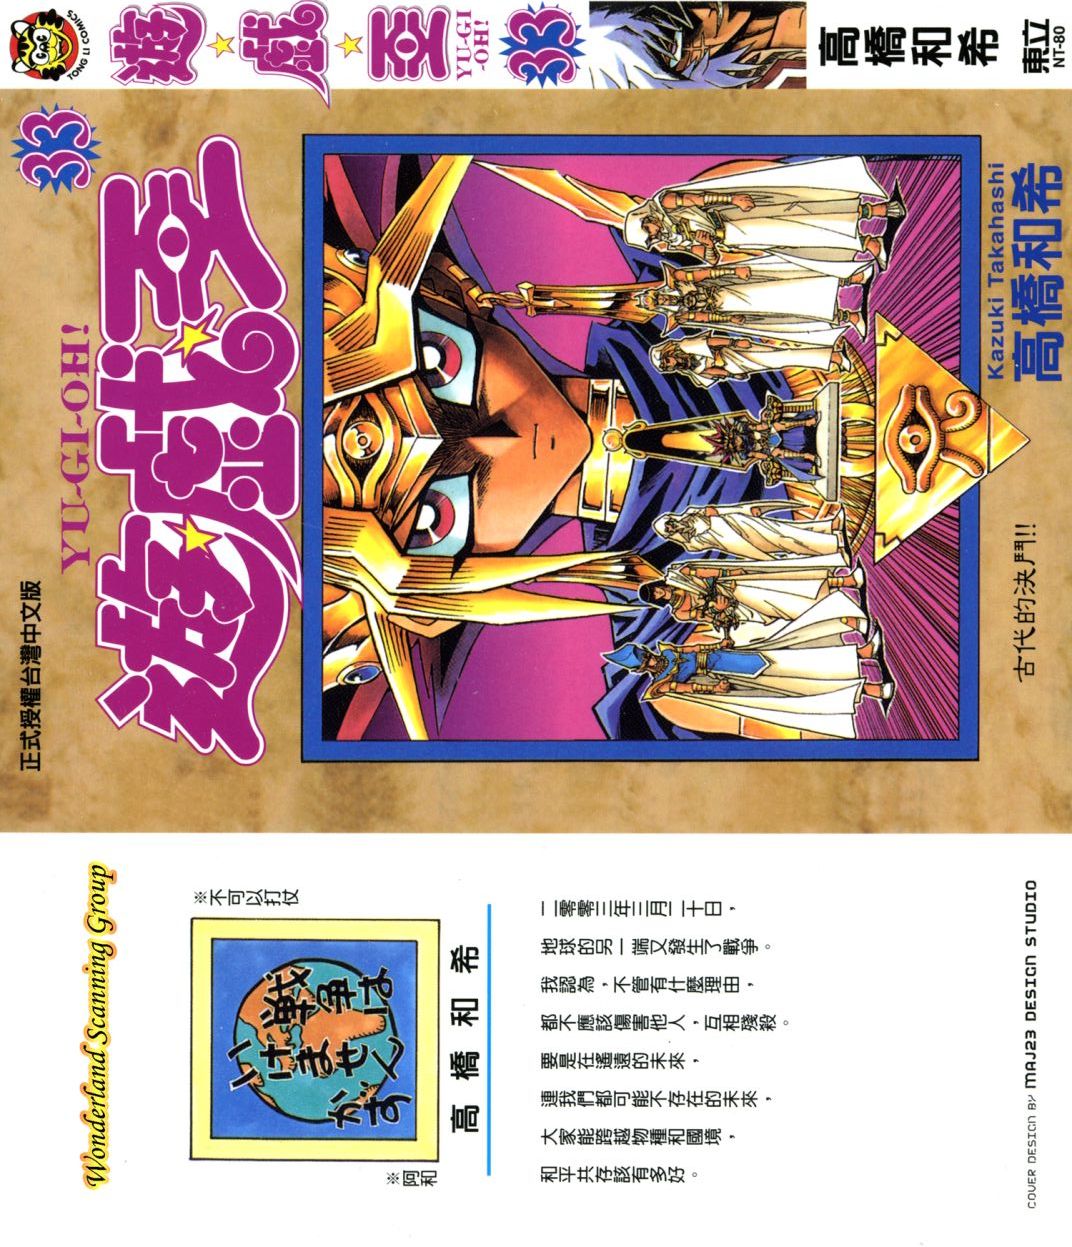 TONG LI COMICS
遊☆戲☆王
YU-GI-OH!
33
高橋和希
東立
NT-80
33
正式授權台灣中文版
YU-GI-OH!
遊☆戲☆王
Kazuki Takahashi
高橋和希
古代的決鬥!!
Wonderland Scanning Group
※不可以打仗
戦争は
いけません
かず
※阿和
高橋和希
二零零三年三月二十日，
地球的另一端又發生了戰爭。
我認為，不管有什麼理由，
都不應該傷害他人，互相殘殺。
要是在遙遠的未來，
連我們都可能不存在的未來，
大家能跨越物種和國境，
和平共存該有多好。
COVER DESIGN BY MAJ23 DESIGN STUDIO